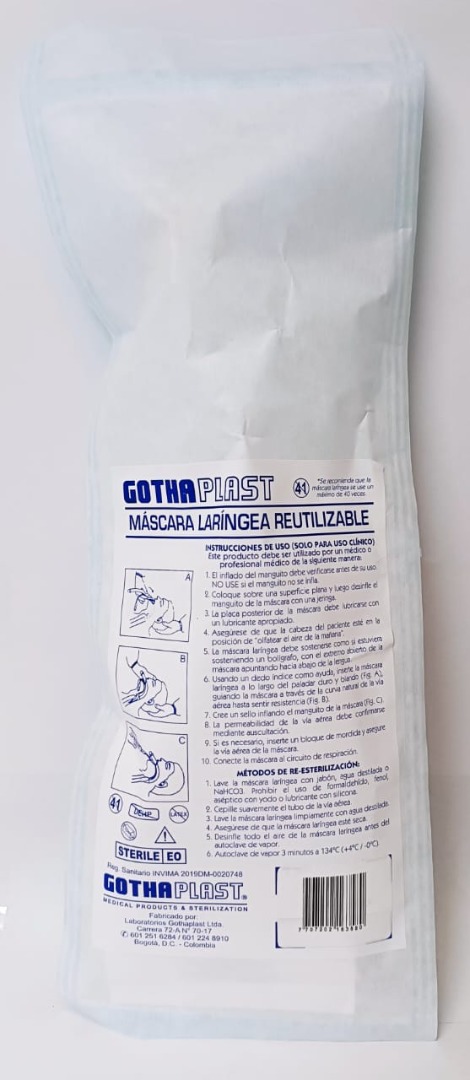 GOTHAPLAST
41
*Se recomienda que la
máscara laríngea se use un
máximo de 40 veces.
MÁSCARA LARÍNGEA REUTILIZABLE
INSTRUCCIONES DE USO (SOLO PARA USO CLÍNICO)
Este producto debe ser utilizado por un médico o
profesional médico de la siguiente manera:
1. El inflado del manguito debe verificarse antes de su uso.
NO USE si el manguito no se infla.
2. Coloque sobre una superficie plana y luego desinfle el
manguito de la máscara con una jeringa.
3. La placa posterior de la máscara debe lubricarse con
un lubricante apropiado.
4. Asegúrese de que la cabeza del paciente esté en la
posición de "olfatear el aire de la mañana".
5. La máscara laríngea debe sostenerse como si estuviera
sosteniendo un bolígrafo, con el extremo abierto de la
máscara apuntando hacia abajo de la lengua.
6. Usando un dedo índice como ayuda, inserte la máscara
laríngea a lo largo del paladar duro y blando (Fig. A),
guiando la máscara a través de la curva natural de la vía
aérea hasta sentir resistencia (Fig. B).
7. Cree un sello inflando el manguito de la máscara (Fig. C).
8. La permeabilidad de la vía aérea debe confirmarse
mediante auscultación.
9. Si es necesario, inserte un bloque de mordida y asegure
la vía aérea de la máscara.
10. Conecte la máscara al circuito de respiración.
MÉTODOS DE RE-ESTERILIZACIÓN:
1. Lave la máscara laríngea con jabón, agua destilada o
NaHCO3. Prohibir el uso de formaldehído, fenol,
aséptico con yodo o lubricante con silicona.
2. Cepille suavemente el tubo de la vía aérea.
3. Lave la máscara laríngea limpiamente con agua destilada.
4. Asegúrese de que la máscara laríngea esté seca.
5. Desinfle todo el aire de la máscara laríngea antes del
autoclave de vapor.
6. Autoclave de vapor 3 minutos a 134°C (+4°C / -0°C).
A
B
C
41
DEHP
LATEX
STERILE EO
Reg. Sanitario INVIMA 2019DM-0020748
GOTHAPLAST®
MEDICAL PRODUCTS & STERILIZATION
Fabricado por:
Laboratorios Gothaplast Ltda
Carrera 72-A N° 70-17
601 251 6284 / 601 224 8910
Bogotá, D.C. - Colombia